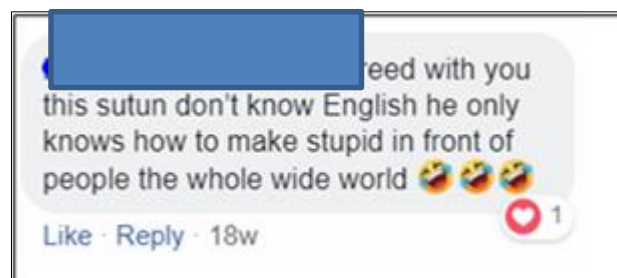 reed with you
this sutun don't know English he only
knows how to make stupid in front of
people the whole wide world 🤣🤣🤣
1
Like · Reply · 18w